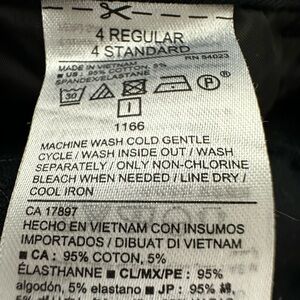 4 REGULAR
4 STANDARD
MADE IN VIETNAM RN 54023
■ US: 95% COTTON, 5%
SPANDEX/ELASTANE
30 P
I
1166
MACHINE WASH COLD GENTLE
CYCLE / WASH INSIDE OUT / WASH
SEPARATELY / ONLY NON-CHLORINE
BLEACH WHEN NEEDED / LINE DRY /
COOL IRON
CA 17897
HECHO EN VIETNAM CON INSUMOS
IMPORTADOS / DIBUAT DI VIETNAM
■ CA: 95% COTTON, 5%
ÉLASTHANNE ■ CL/MX/PE: 95%
algodón, 5% elastano ■ JP: 95% 綿,